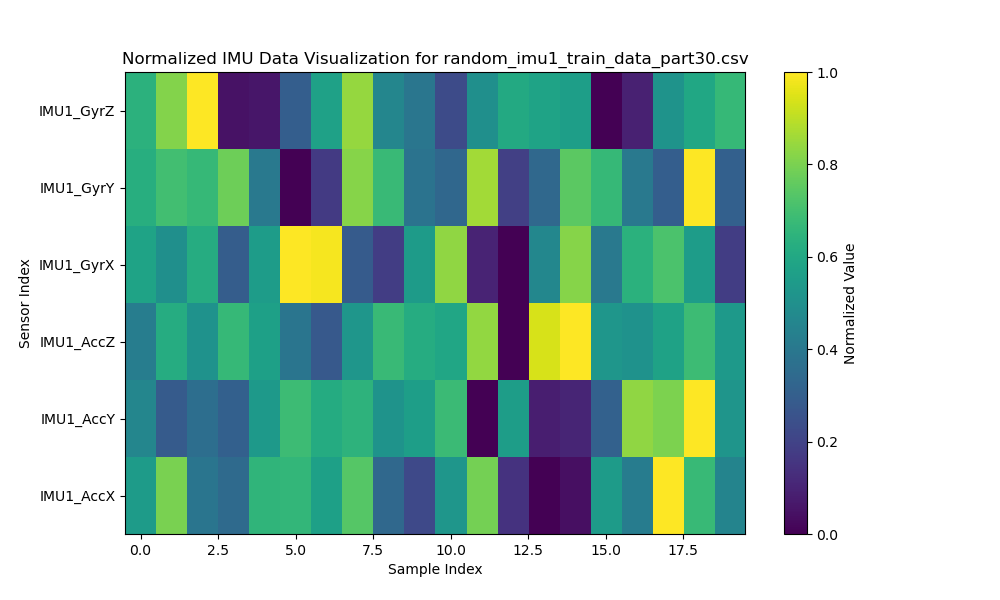 Normalized IMU Data Visualization for random_imu1_train_data_part30.csv
IMU1_GyrZ
IMU1_GyrY
IMU1_GyrX
IMU1_AccZ
IMU1_AccY
IMU1_AccX
Sensor Index
0.0 2.5 5.0 7.5 10.0 12.5 15.0 17.5
Sample Index
1.0
0.8
0.6
0.4
0.2
0.0
Normalized Value